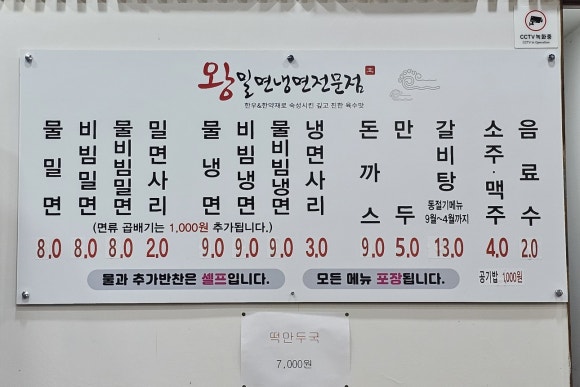 CCTV 녹화중
CCTV in Operation
왕밀면냉면전문점
한우&한약재로 숙성시킨 깊고 진한 육수맛
물밀면
비빔밀면
물비빔밀면
밀면사리
물냉면
비빔냉면
물비빔냉면
냉면사리
돈까스
만두
갈비탕
동절기메뉴
9월~4월까지
소주·맥주
음료수
(면류 곱배기는 1,000원 추가됩니다.)
8.0 8.0 8.0 2.0 9.0 9.0 9.0 3.0 9.0 5.0 13.0 4.0 2.0
물과 추가반찬은 셀프입니다.
모든 메뉴 포장됩니다.
공기밥 1,000원
떡만두국
7,000원